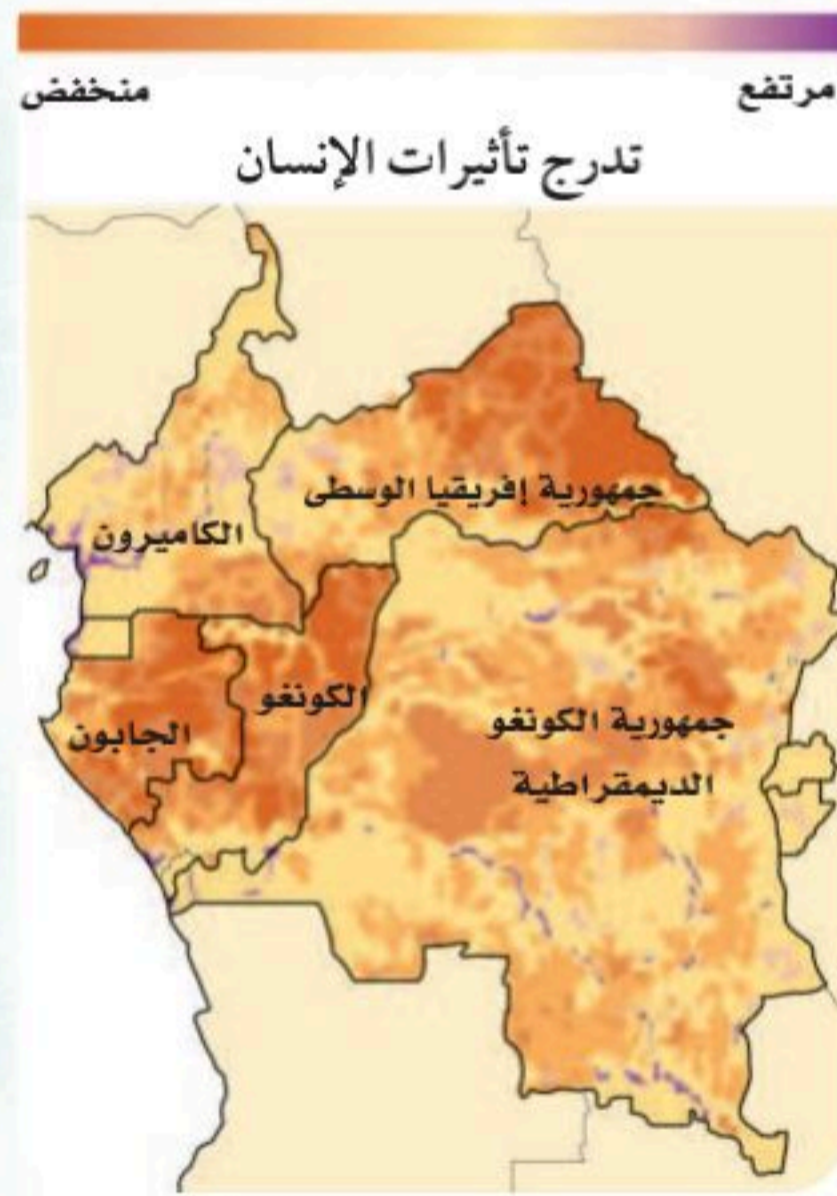 مرتفع منخفض
تدرج تأثيرات الإنسان
جمهورية إفريقيا الوسطى
الكاميرون
الكونغو
الجابون
جمهورية الكونغو
الديمقراطية